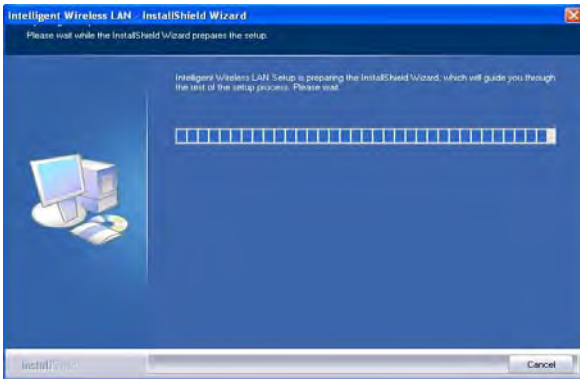 Intelligent Wireless LAN - InstallShield Wizard
Please wait while the InstallShield Wizard prepares the setup.
Intelligent Wireless LAN Setup is preparing the InstallShield Wizard, which will guide you through
the rest of the setup process. Please wait.
InstallShield
Cancel